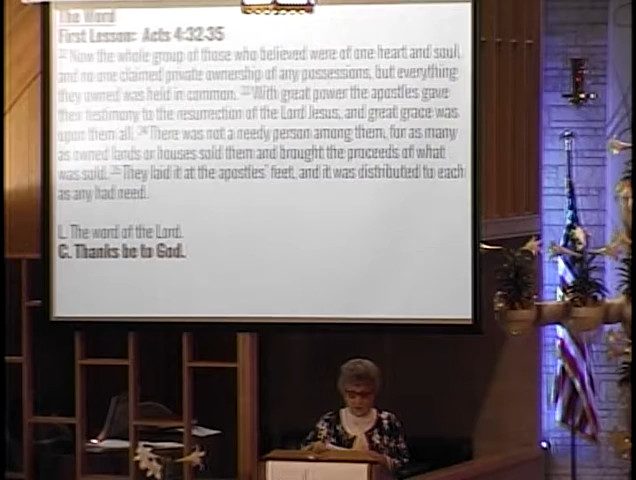 The Word
First Lesson: Acts 4:32-35
32 Now the whole group of those who believed were of one heart and soul,
and no one claimed private ownership of any possessions, but everything
they owned was held in common. 33 With great power the apostles gave
their testimony to the resurrection of the Lord Jesus, and great grace was
upon them all. 34 There was not a needy person among them, for as many
as owned lands or houses sold them and brought the proceeds of what
was sold. 35 They laid it at the apostles' feet, and it was distributed to each
as any had need.
L. The word of the Lord.
C. Thanks be to God.